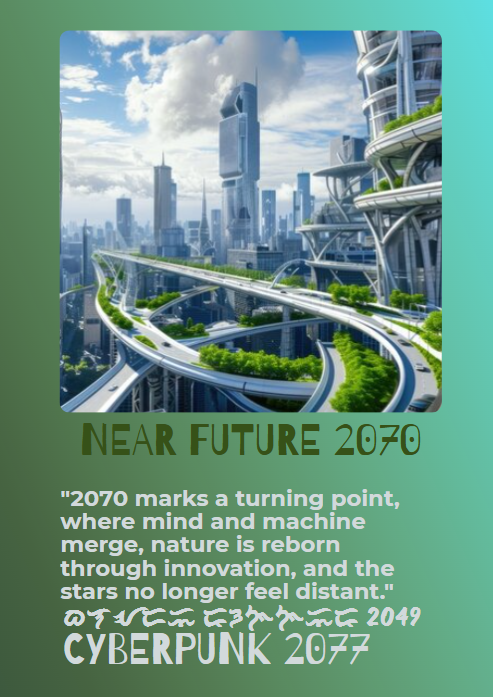 NEAR FUTURE 2070
"2070 marks a turning point,
where mind and machine
merge, nature is reborn
through innovation, and the
stars no longer feel distant."
2049
CYBERPUNK 2077